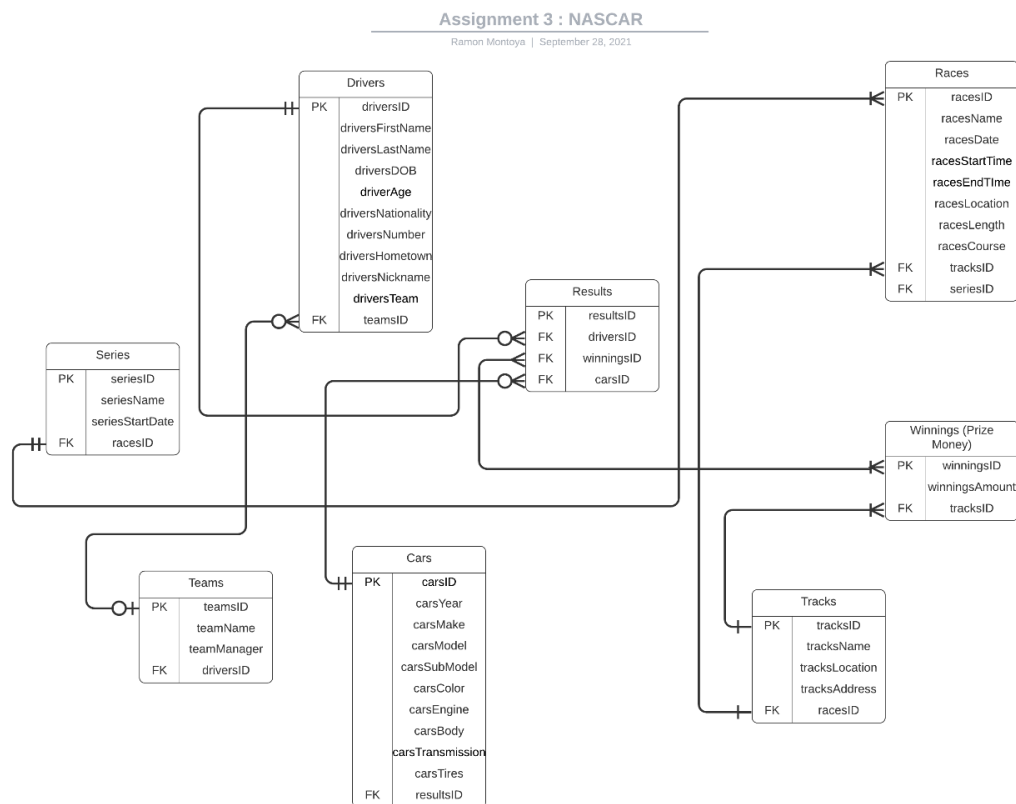 Assignment 3 : NASCAR
Ramon Montoya | September 28, 2021
Drivers
PK driversID
driversFirstName
driversLastName
driversDOB
driverAge
driversNationality
driversNumber
driversHometown
driversNickname
driversTeam
FK teamsID
Races
PK racesID
racesName
racesDate
racesStartTime
racesEndTIme
racesLocation
racesLength
racesCourse
FK tracksID
FK seriesID
Results
PK resultsID
FK driversID
FK winningsID
FK carsID
Series
PK seriesID
seriesName
seriesStartDate
FK racesID
Winnings (Prize
Money)
PK winningsID
winningsAmount
FK tracksID
Teams
PK teamsID
teamName
teamManager
FK driversID
Cars
PK carsID
carsYear
carsMake
carsModel
carsSubModel
carsColor
carsEngine
carsBody
carsTransmission
carsTires
FK resultsID
Tracks
PK tracksID
tracksName
tracksLocation
tracksAddress
FK racesID